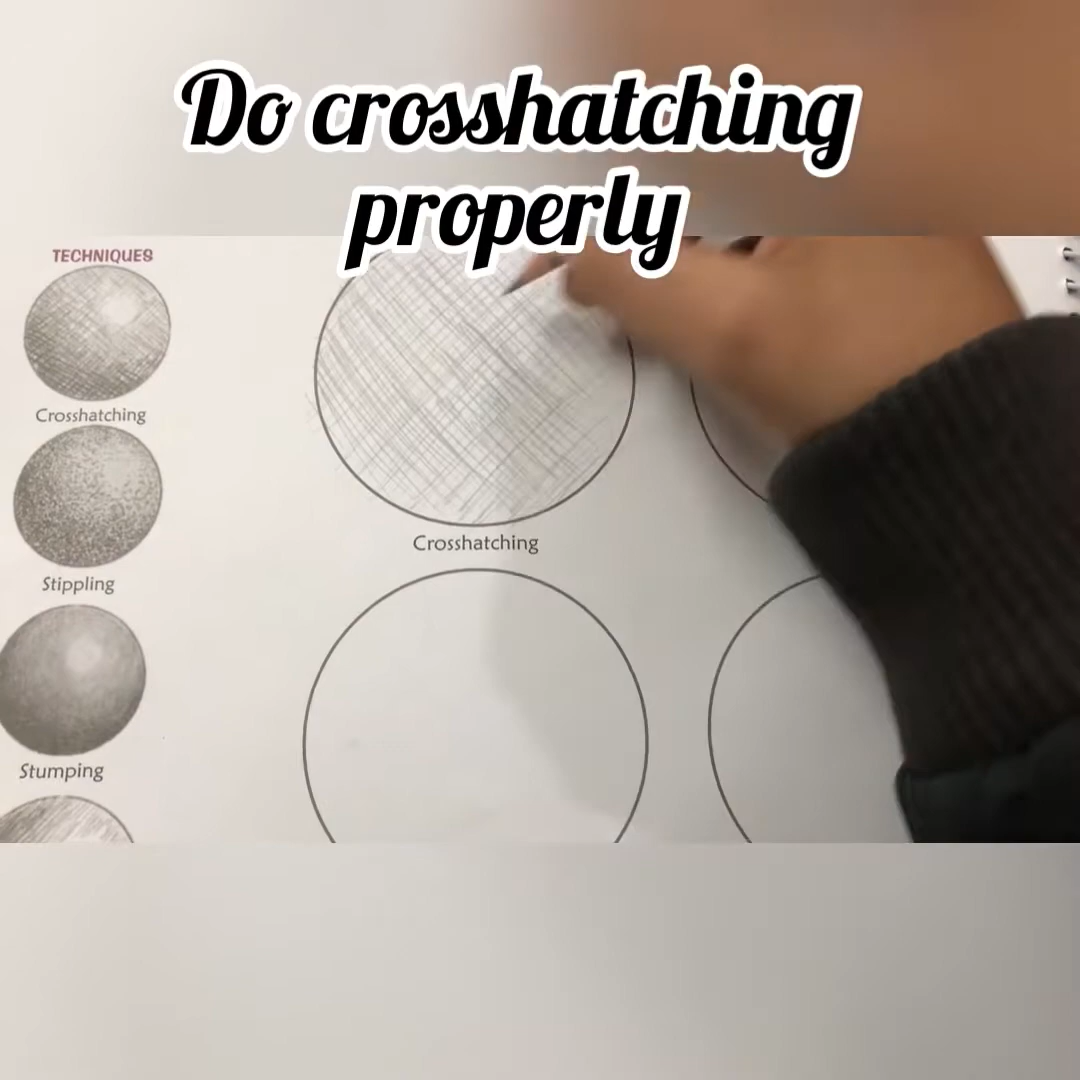 Do crosshatching
properly
TECHNIQUES
Crosshatching
Stippling
Stumping
Crosshatching